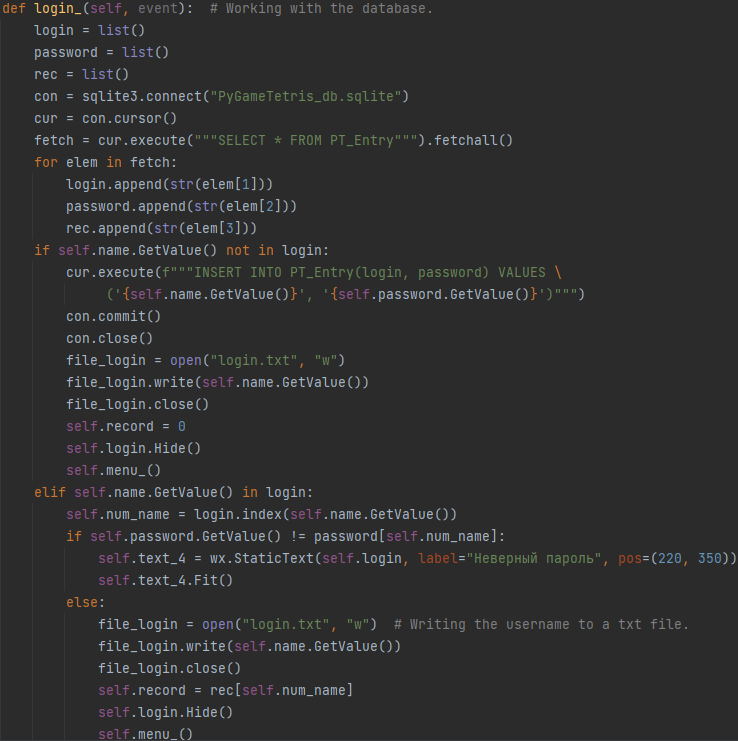 def login_(self, event):  # Working with the database.
    login = list()
    password = list()
    rec = list()
    con = sqlite3.connect("PyGameTetris_db.sqlite")
    cur = con.cursor()
    fetch = cur.execute("""SELECT * FROM PT_Entry""").fetchall()
    for elem in fetch:
        login.append(str(elem[1]))
        password.append(str(elem[2]))
        rec.append(str(elem[3]))
    if self.name.GetValue() not in login:
        cur.execute(f"""INSERT INTO PT_Entry(login, password) VALUES \
             ('{self.name.GetValue()}', '{self.password.GetValue()}')""")
        con.commit()
        con.close()
        file_login = open("login.txt", "w")
        file_login.write(self.name.GetValue())
        file_login.close()
        self.record = 0
        self.login.Hide()
        self.menu_()
    elif self.name.GetValue() in login:
        self.num_name = login.index(self.name.GetValue())
        if self.password.GetValue() != password[self.num_name]:
            self.text_4 = wx.StaticText(self.login, label="Неверный пароль", pos=(220, 350))
            self.text_4.Fit()
        else:
            file_login = open("login.txt", "w")  # Writing the username to a txt file.
            file_login.write(self.name.GetValue())
            file_login.close()
            self.record = rec[self.num_name]
            self.login.Hide()
            self.menu_()